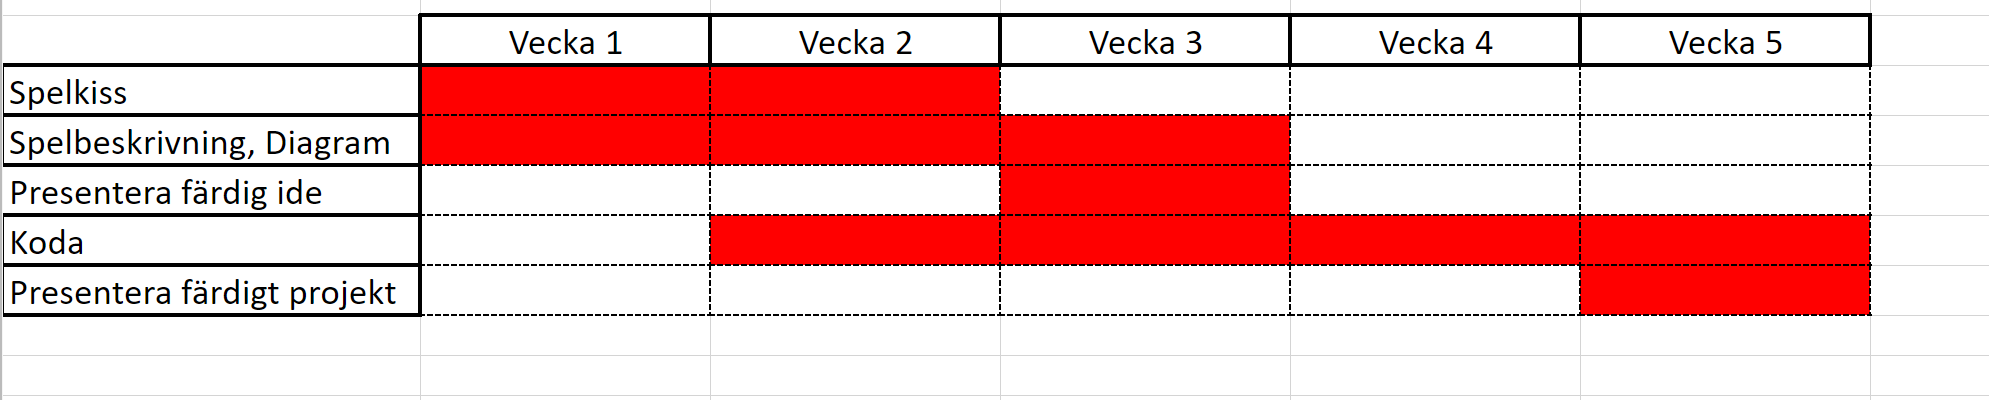 Vecka 1 Vecka 2 Vecka 3 Vecka 4 Vecka 5
Spelkiss
Spelbeskrivning, Diagram
Presentera färdig ide
Koda
Presentera färdigt projekt